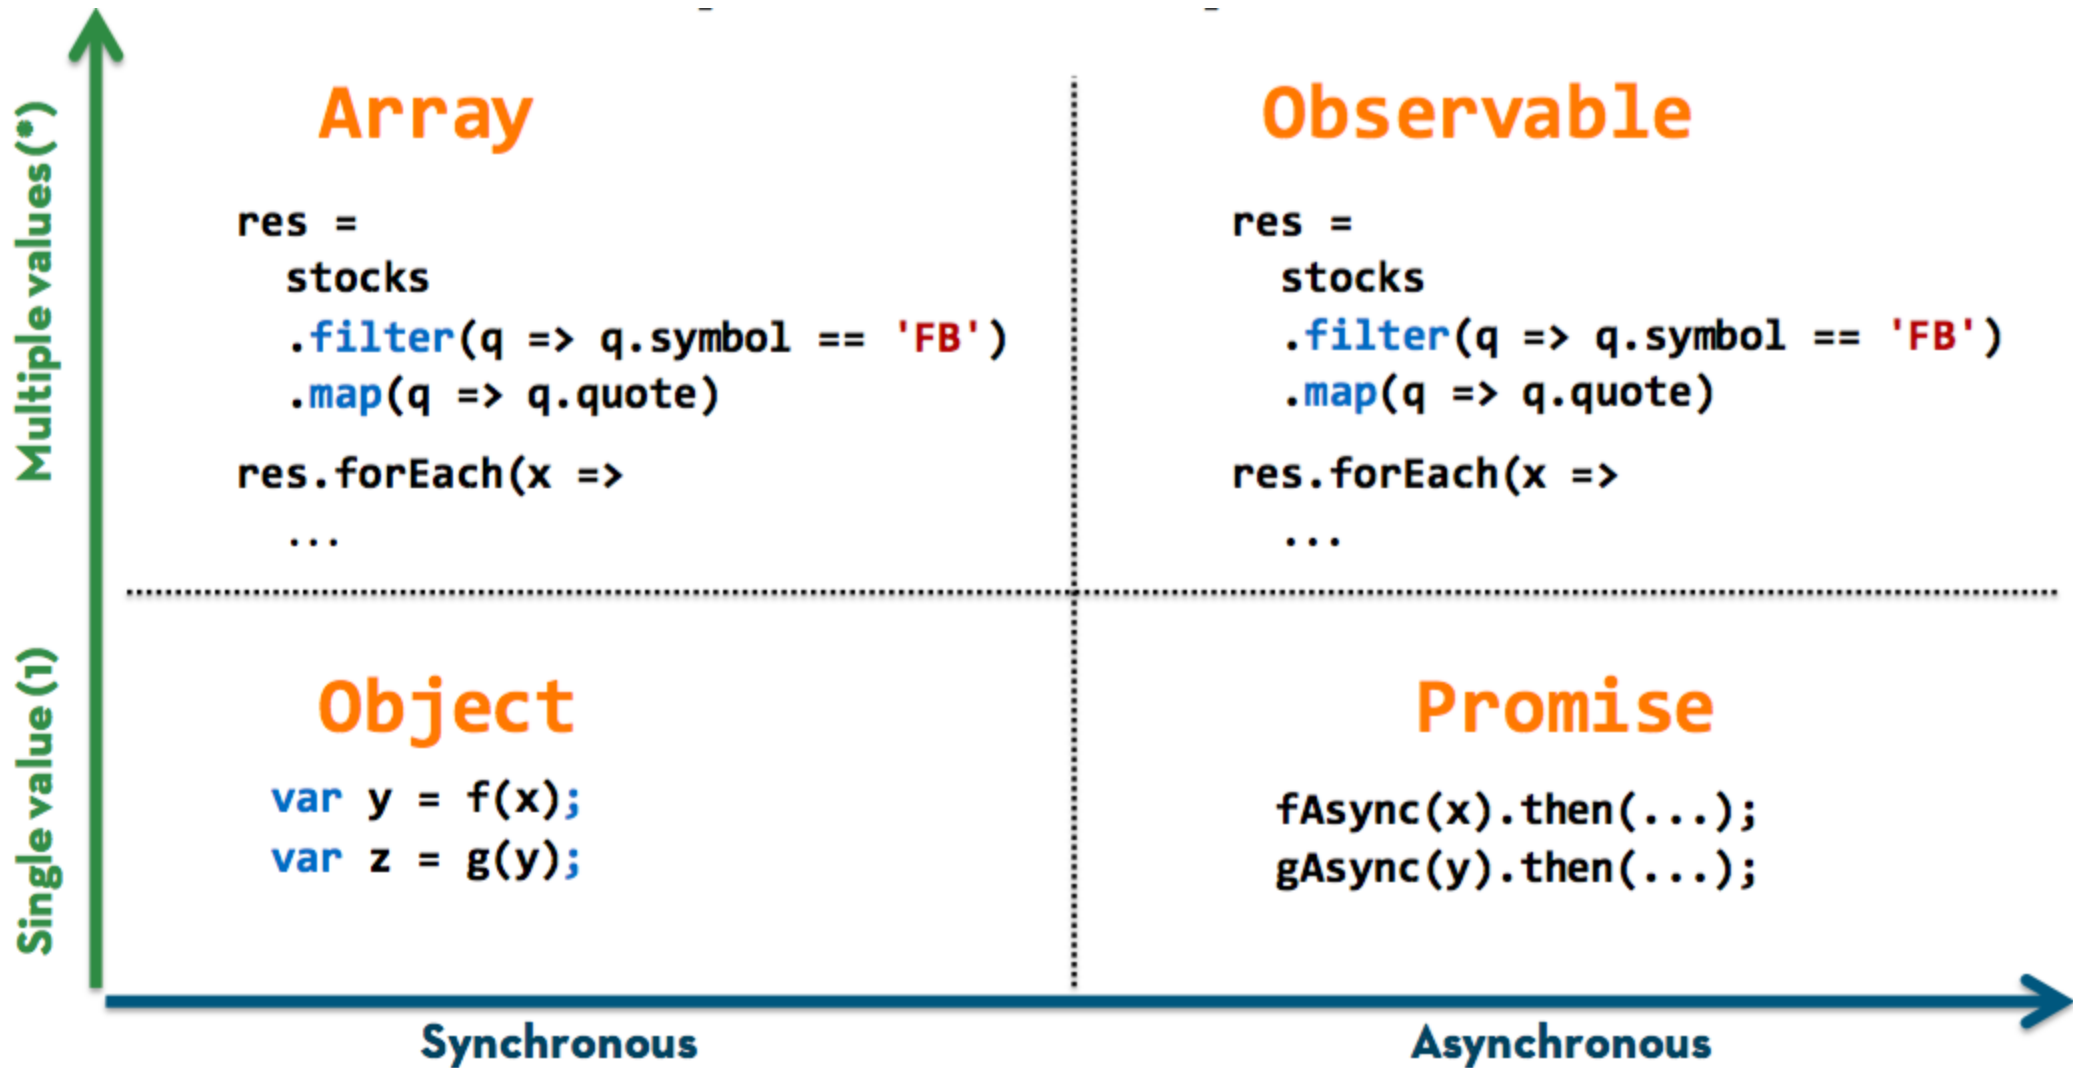 Multiple values(*)
Array
res =
stocks
.filter(q => q.symbol == 'FB')
.map(q => q.quote)
res.forEach(x =>
...
Observable
res =
stocks
.filter(q => q.symbol == 'FB')
.map(q => q.quote)
res.forEach(x =>
...
Single value (1)
Object
var y = f(x);
var z = g(y);
Promise
fAsync(x).then(...);
gAsync(y).then(...);
Synchronous
Asynchronous